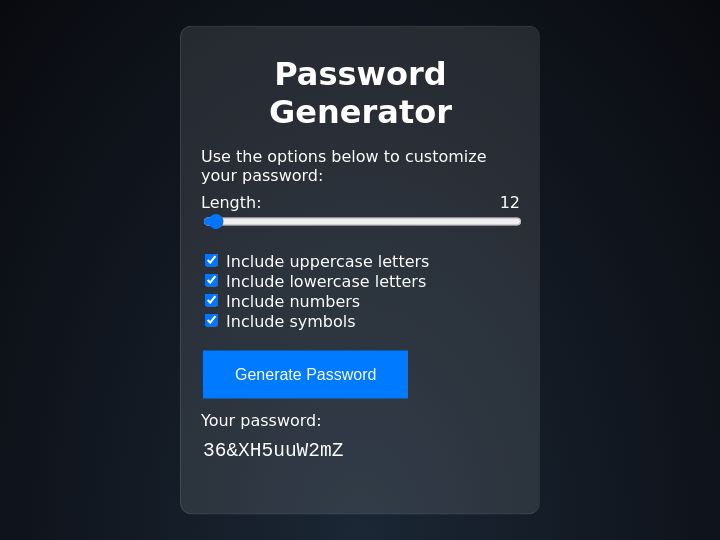 Password
Generator
Use the options below to customize
your password:
Length: 12
Include uppercase letters
Include lowercase letters
Include numbers
Include symbols
Generate Password
Your password:
36&XH5uuW2mZ